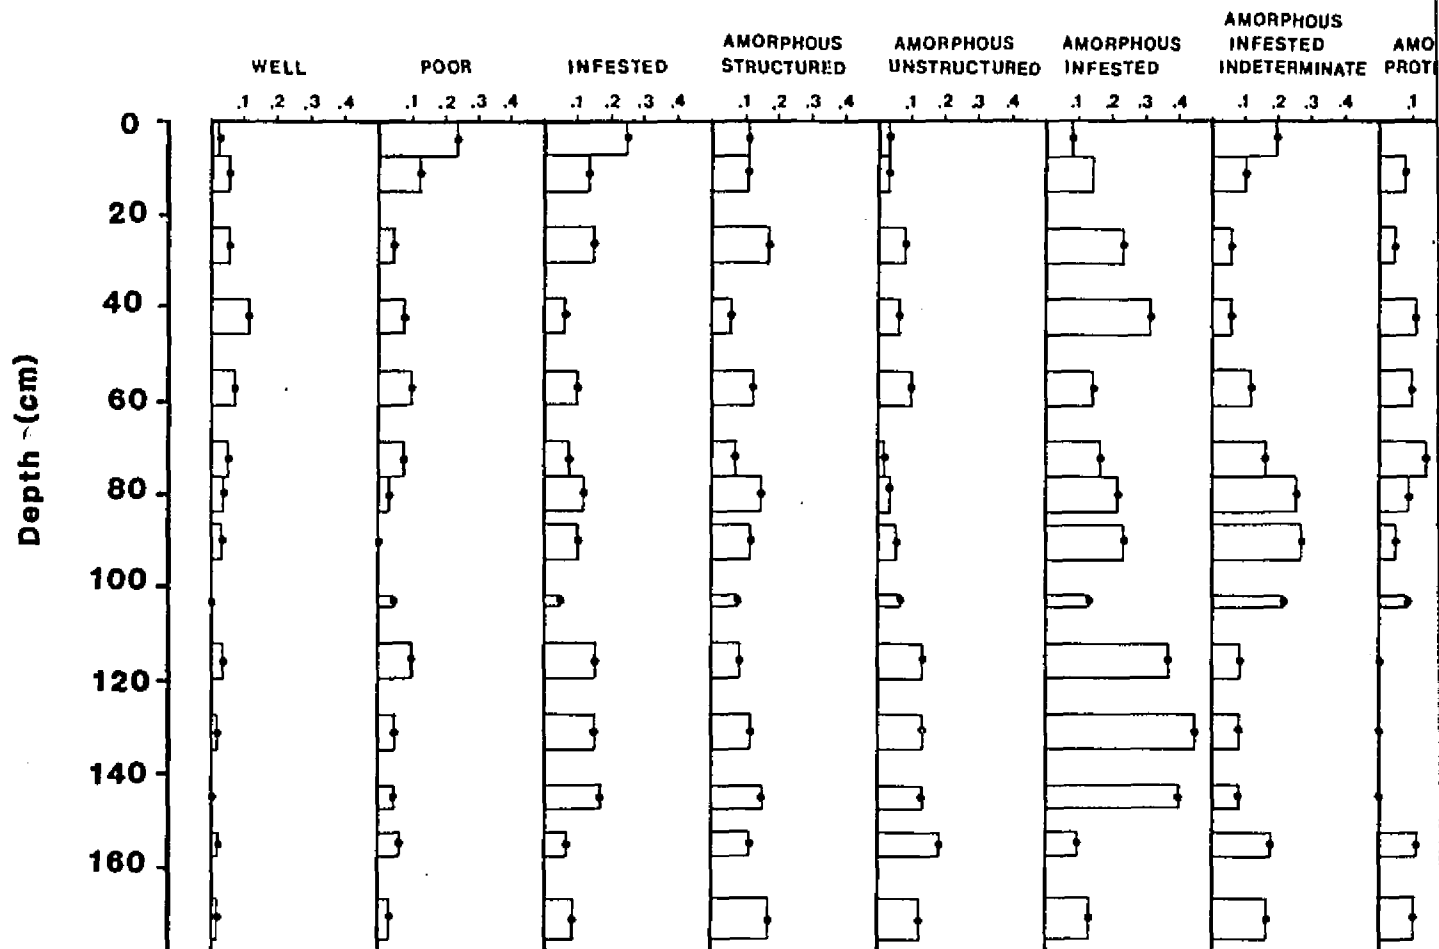 AMORPHOUS
INFESTED
INDETERMINATE
AMORPHOUS
STRUCTURED
AMORPHOUS
UNSTRUCTURED
AMORPHOUS
INFESTED
AMO
PROTI
WELL
POOR
INFESTED
.1 .2 .3 .4
.1 .2 .3 .4
.1 .2 .3 .4
.1 .2 .3 .4
.1 .2 .3 .4
.1 .2 .3 .4
.1 .2 .3 .4
.1
0
20
40
60
80
100
120
140
160
Depth (cm)